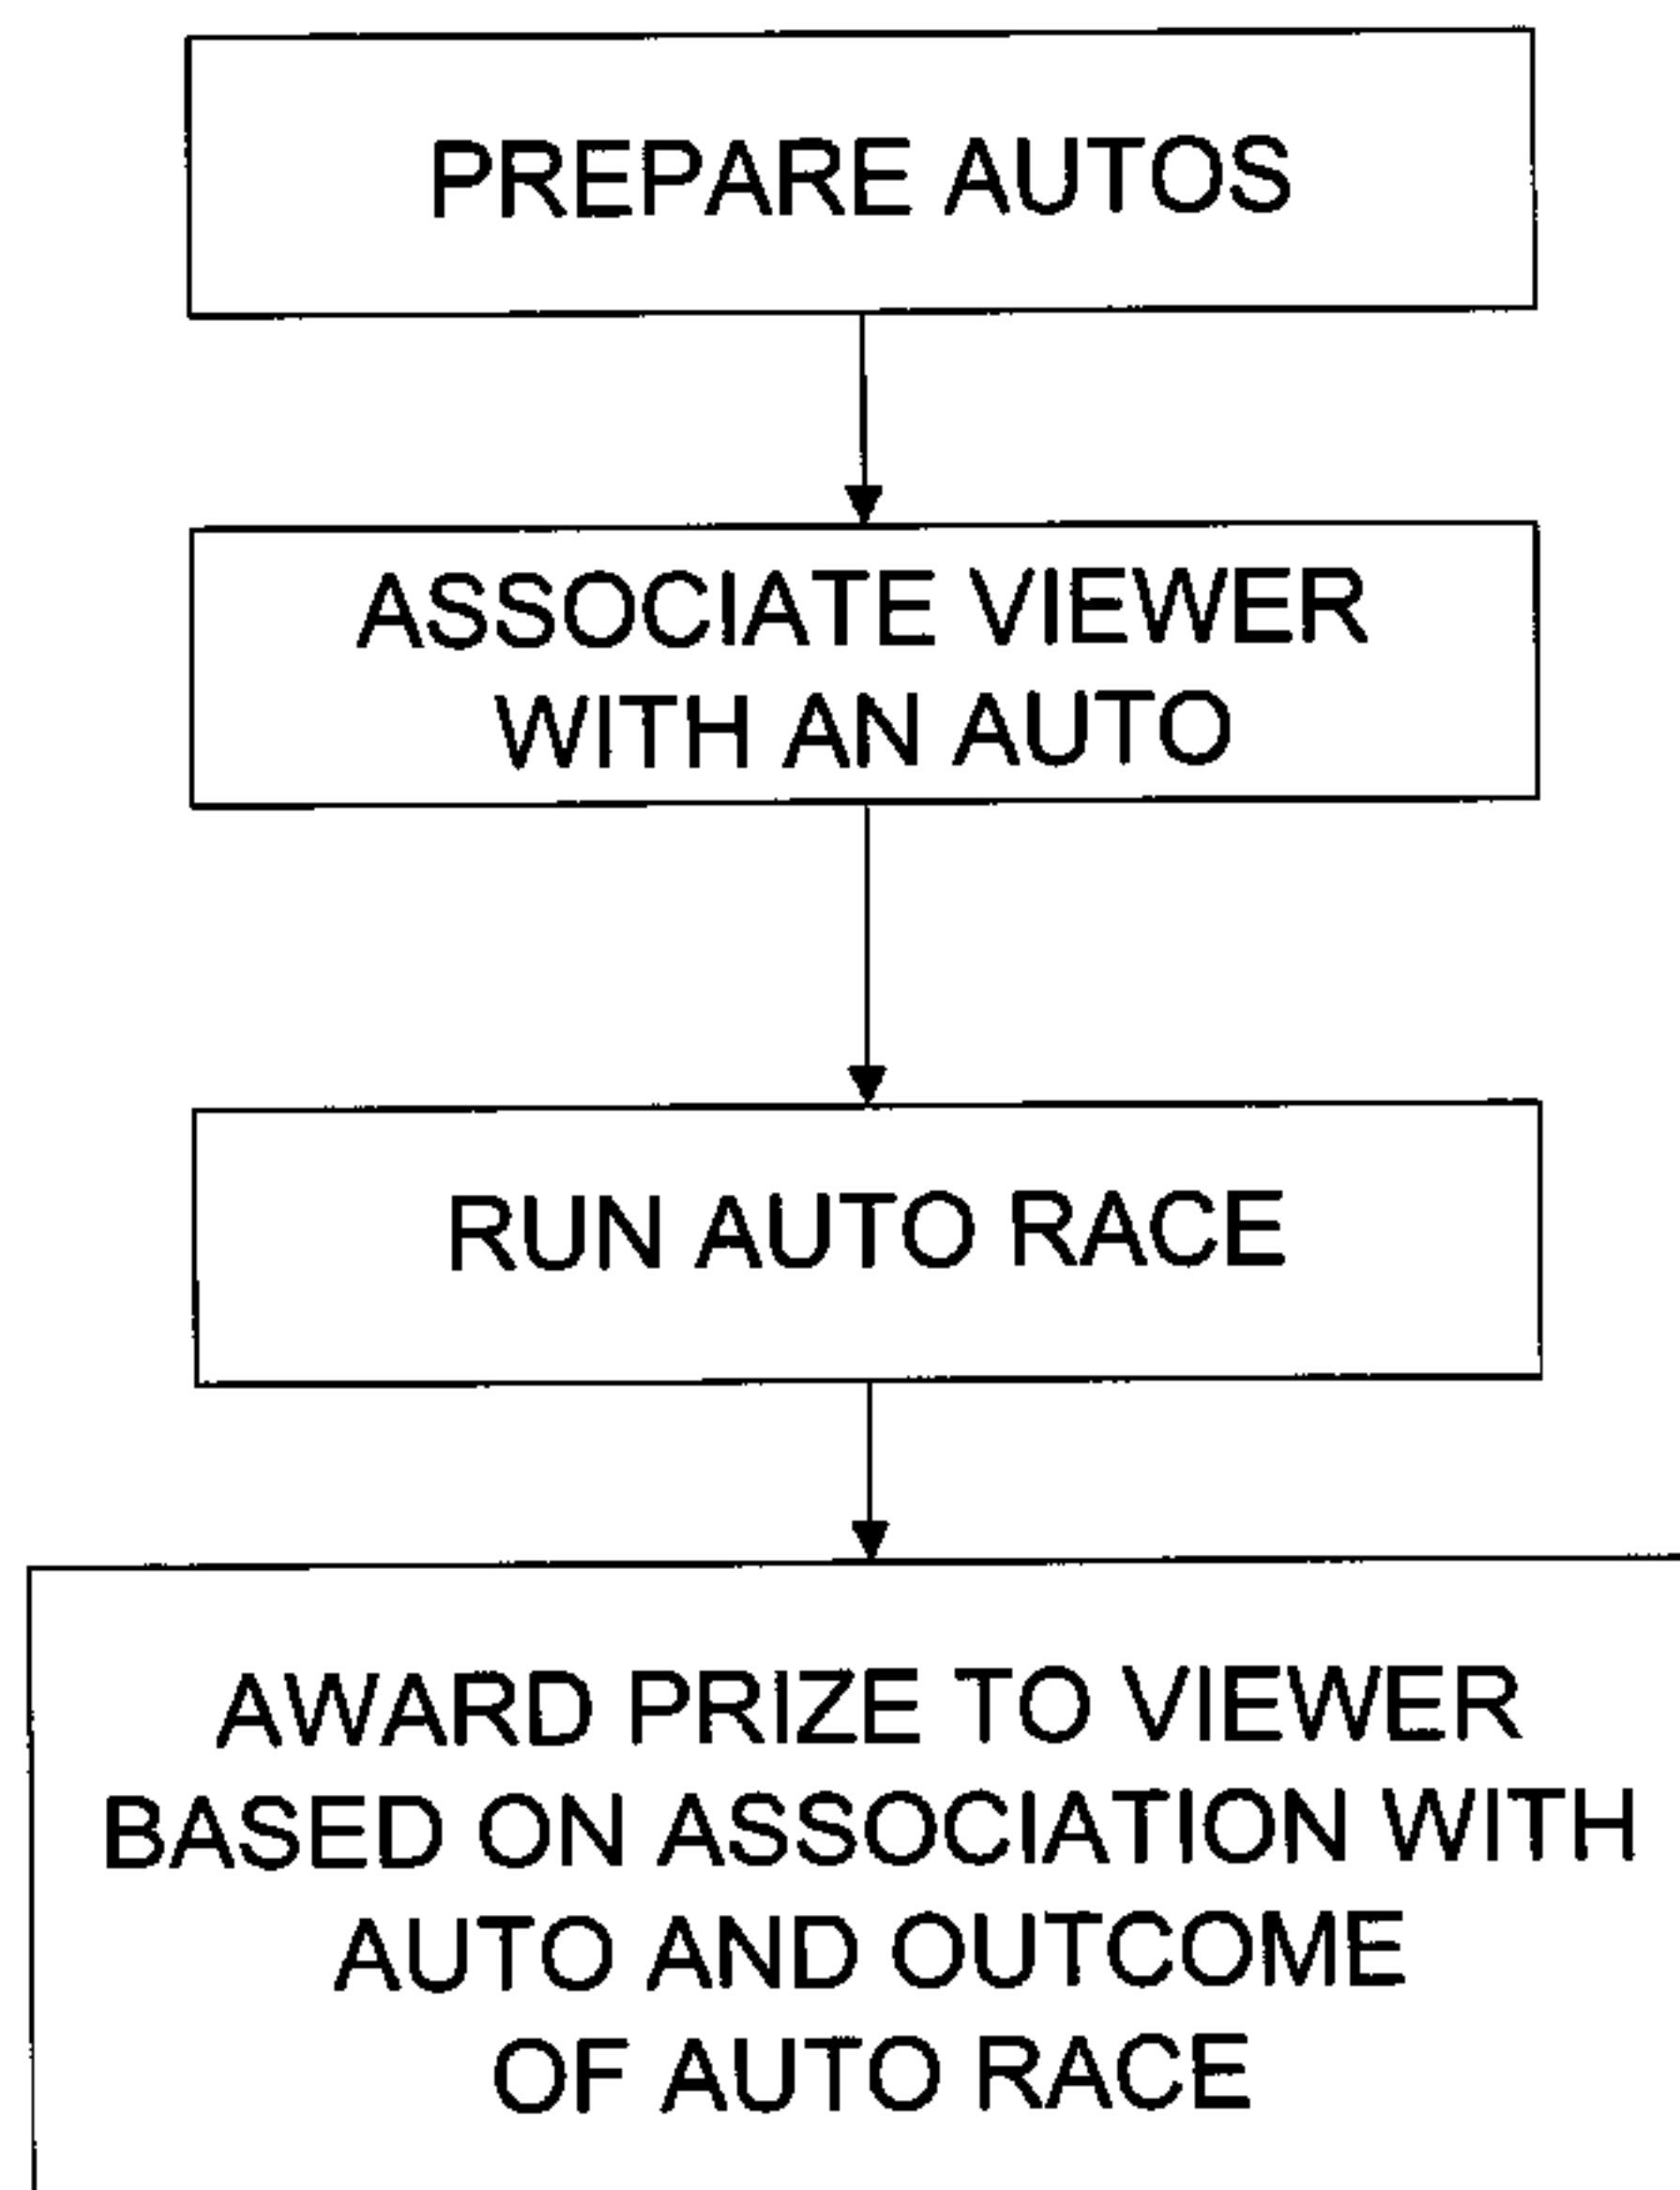 PREPARE AUTOS
ASSOCIATE VIEWER
WITH AN AUTO
RUN AUTO RACE
AWARD PRIZE TO VIEWER
BASED ON ASSOCIATION WITH
AUTO AND OUTCOME
OF AUTO RACE